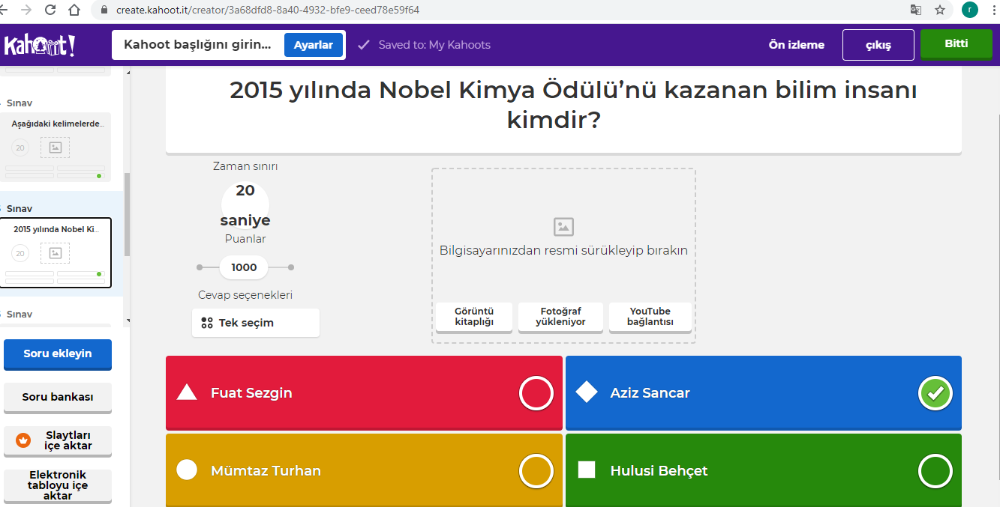 create.kahoot.it/creator/3a68dfd8-8a40-4932-bfe9-ceed78e59f64
r
Kahoot!
Kahoot başlığını girin...
Ayarlar
Saved to: My Kahoots
Ön izleme
çıkış
Bitti
Sınav
Aşağıdaki kelimelerde...
20
Sınav
2015 yılında Nobel Ki...
20
Sınav
Soru ekleyin
Soru bankası
Slaytları
içe aktar
Elektronik
tabloyu içe
aktar
2015 yılında Nobel Kimya Ödülü’nü kazanan bilim insanı
kimdir?
Zaman sınırı
20
saniye
Puanlar
1000
Cevap seçenekleri
Tek seçim
Bilgisayarınızdan resmi sürükleyip bırakın
Görüntü
kitaplığı
Fotoğraf
yükleniyor
YouTube
bağlantısı
Fuat Sezgin
Aziz Sancar
Mümtaz Turhan
Hulusi Behçet